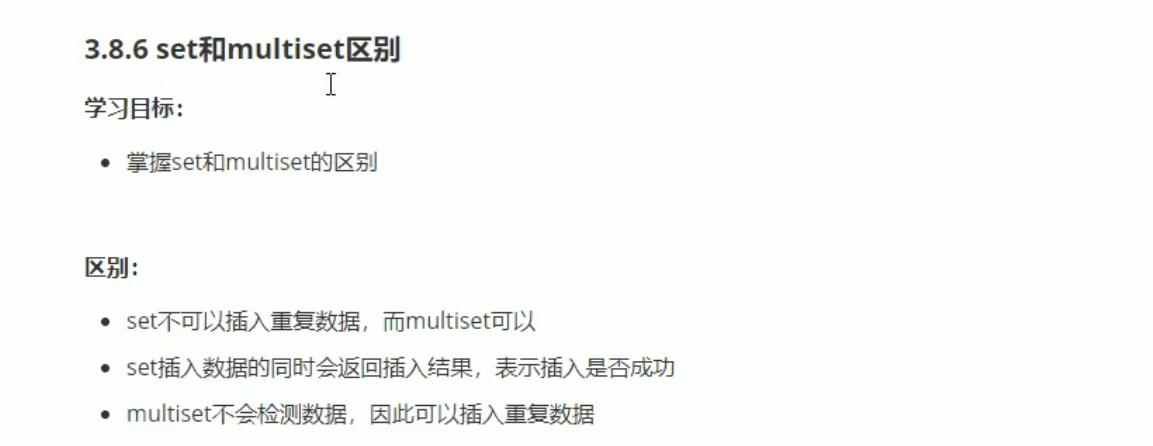 3.8.6 set和multiset区别
学习目标：
掌握set和multiset的区别
区别：
set不可以插入重复数据，而multiset可以
set插入数据的同时会返回插入结果，表示插入是否成功
multiset不会检测数据，因此可以插入重复数据